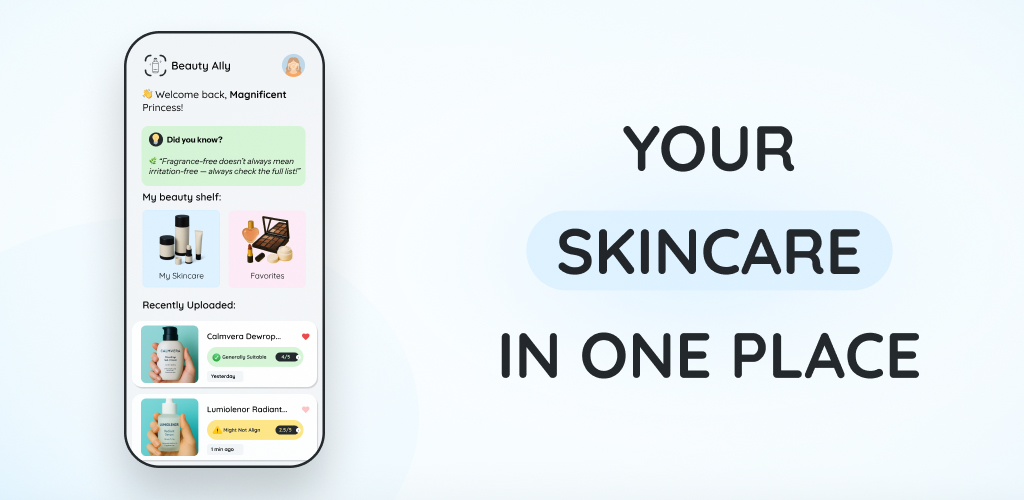 Beauty Ally
👋 Welcome back, Magnificent
Princess!
Did you know?
🌿 "Fragrance-free doesn't always mean
irritation-free — always check the full list!"
My beauty shelf:
My Skincare
Favorites
Recently Uploaded:
CALMVERA
Calmvera Dewrop...
Generally Suitable
4/5
Yesterday
Lumiolenor Radiant...
Might Not Align
2.5/5
1 min ago
YOUR
SKINCARE
IN ONE PLACE